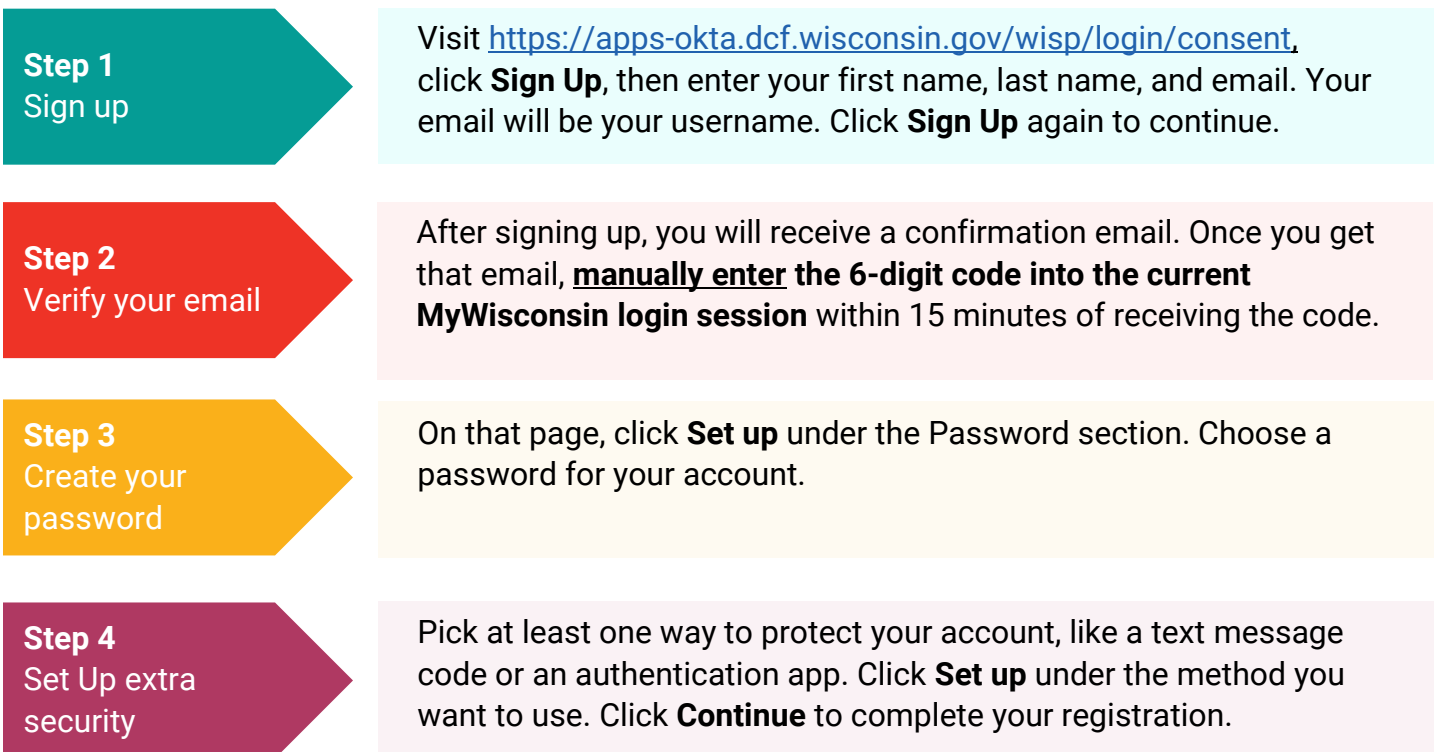 Step 1
Sign up
Visit https://apps-okta.dcf.wisconsin.gov/wisp/login/consent,
click Sign Up, then enter your first name, last name, and email. Your
email will be your username. Click Sign Up again to continue.
Step 2
Verify your email
After signing up, you will receive a confirmation email. Once you get
that email, manually enter the 6-digit code into the current
MyWisconsin login session within 15 minutes of receiving the code.
Step 3
Create your
password
On that page, click Set up under the Password section. Choose a
password for your account.
Step 4
Set Up extra
security
Pick at least one way to protect your account, like a text message
code or an authentication app. Click Set up under the method you
want to use. Click Continue to complete your registration.